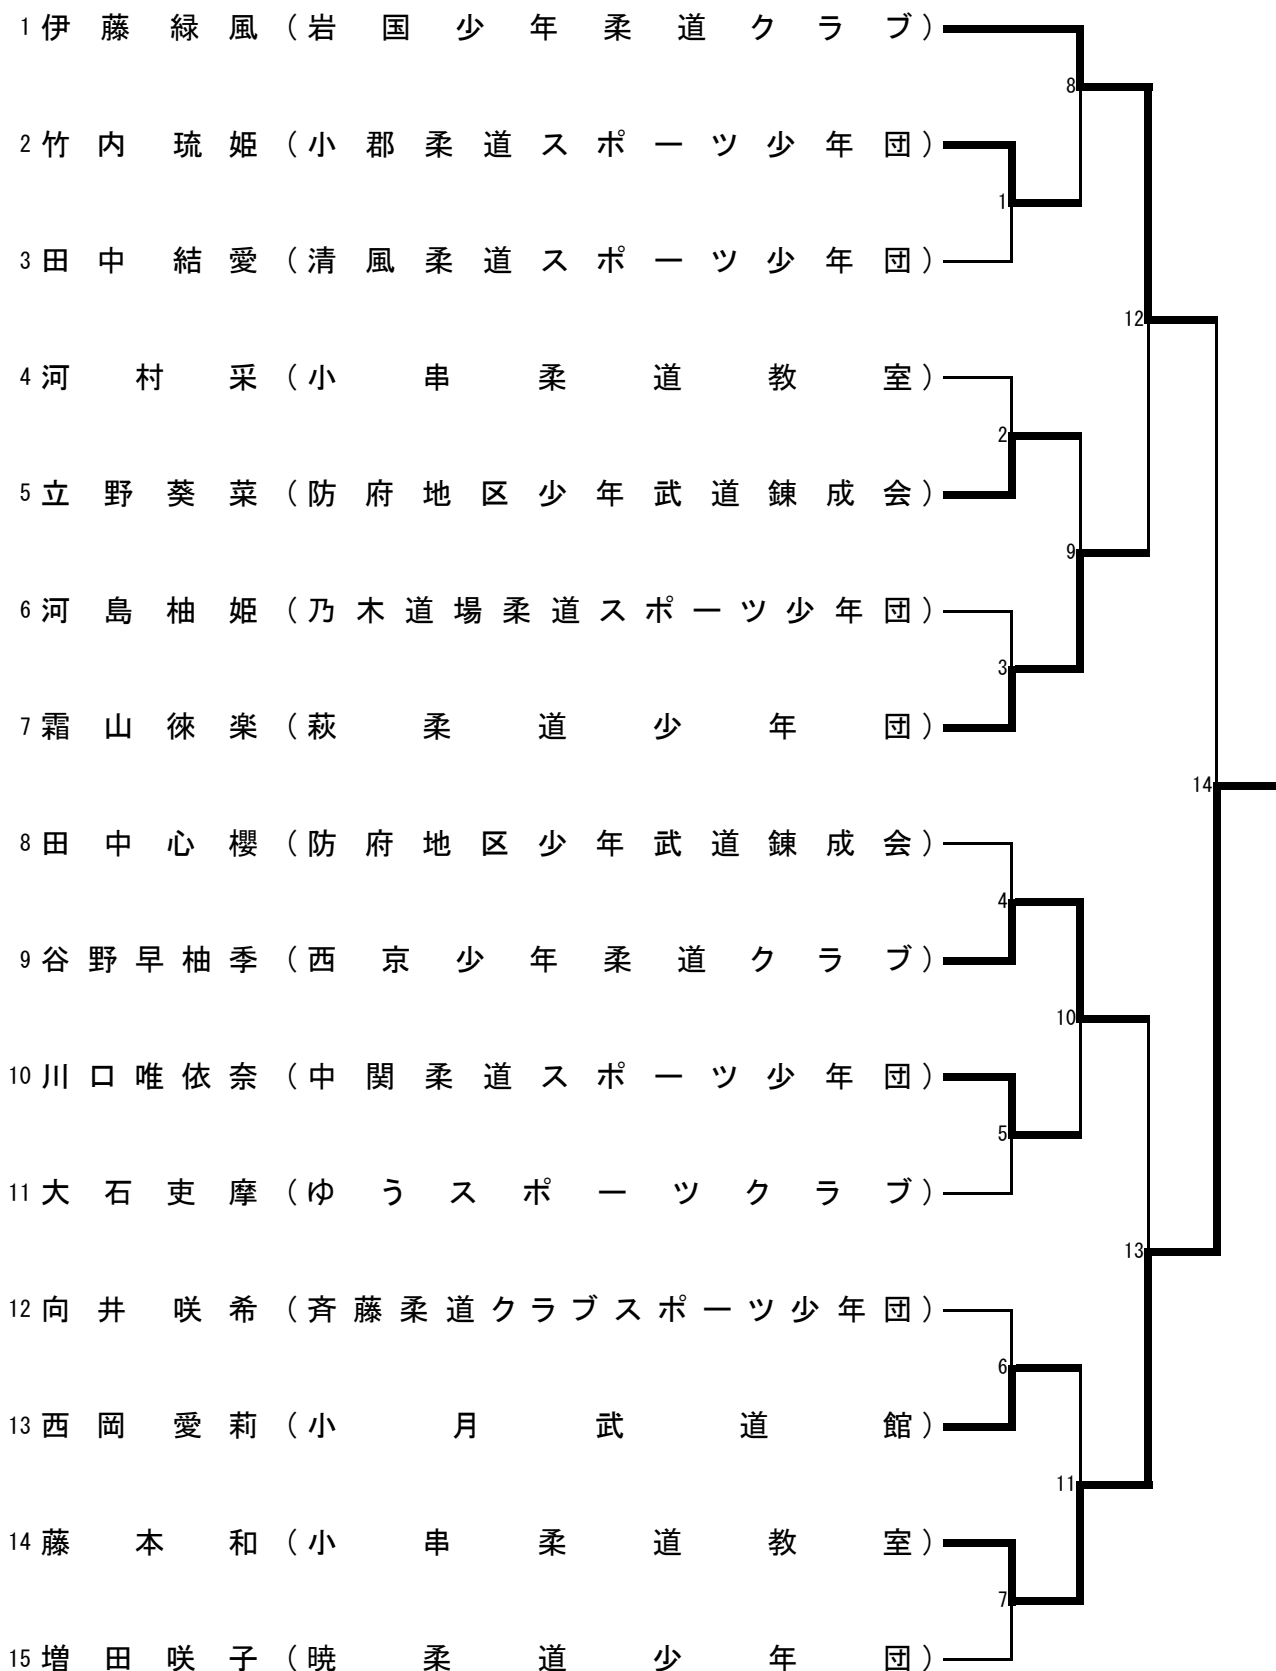 1 伊藤緑風（岩国少年柔道クラブ）
8
2 竹内琉姫（小郡柔道スポーツ少年団）
1
3 田中結愛（清風柔道スポーツ少年団）
12
4 河村采（小串柔道教室）
2
5 立野葵菜（防府地区少年武道錬成会）
9
6 河島柚姫（乃木道場柔道スポーツ少年団）
3
7 霜山徠楽（萩柔道少年団）
14
8 田中心櫻（防府地区少年武道錬成会）
4
9 谷野早柚季（西京少年柔道クラブ）
10
10 川口唯依奈（中関柔道スポーツ少年団）
5
11 大石吏摩（ゆうスポーツクラブ）
13
12 向井咲希（斉藤柔道クラブスポーツ少年団）
6
13 西岡愛莉（小月武道館）
11
14 藤本和（小串柔道教室）
7
15 増田咲子（暁柔道少年団）